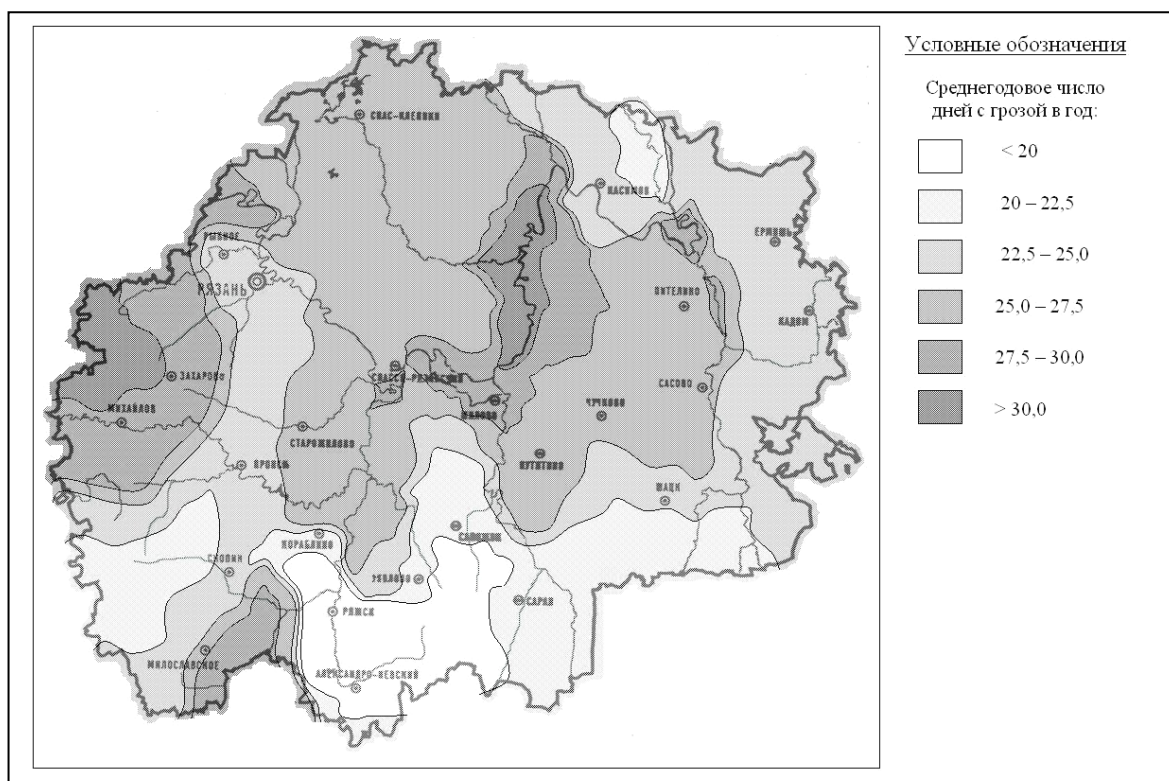 Условные обозначения
Среднегодовое число
дней с грозой в год:
< 20
20 – 22,5
22,5 – 25,0
25,0 – 27,5
27,5 – 30,0
> 30,0
СПАС-КЛЕПИКИ
КАСИМОВ
ЕРМИШЬ
РЫБНОЕ
РЯЗАНЬ
ПИТЕЛИНО
КАДОМ
ЗАХАРОВО
СПАССК-РЯЗАНСКИЙ
САСОВО
МИХАЙЛОВ
ЧУЧКОВО
СТАРОЖИЛОВО
ПУТЯТИНО
ПРОНСК
ШАЦК
САПОЖОК
КОРАБЛИНО
СКОПИН
УХОЛОВО
САРАИ
РЯЖСК
МИЛОСЛАВСКОЕ
АЛЕКСАНДРО-НЕВСКИЙ